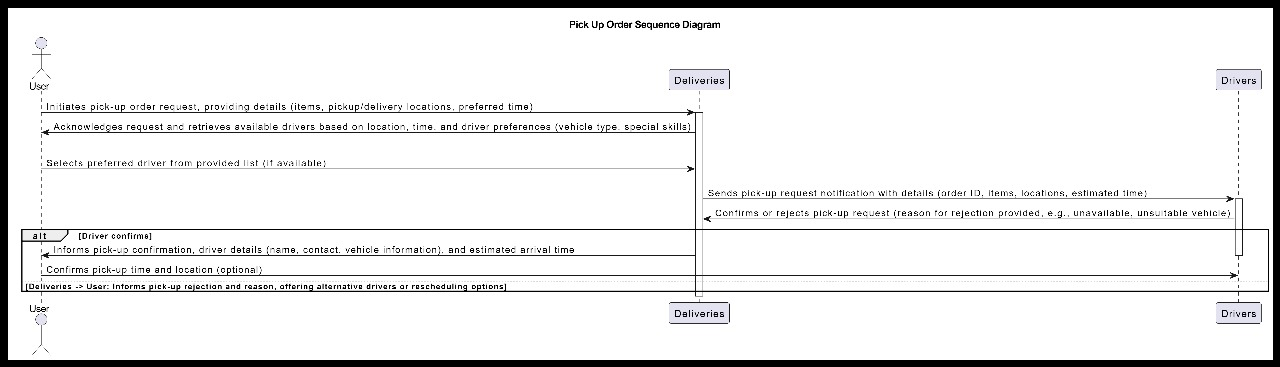 Pick Up Order Sequence Diagram
User
Deliveries
Drivers
Initiates pick-up order request, providing details (items, pickup/delivery locations, preferred time)
Acknowledges request and retrieves available drivers based on location, time, and driver preferences (vehicle type, special skills)
Selects preferred driver from provided list (if available)
Sends pick-up request notification with details (order ID, items, locations, estimated time)
Confirms or rejects pick-up request (reason for rejection provided, e.g., unavailable, unsuitable vehicle)
alt [Driver confirms]
Informs pick-up confirmation, driver details (name, contact, vehicle information), and estimated arrival time
Confirms pick-up time and location (optional)
[Deliveries -> User: Informs pick-up rejection and reason, offering alternative drivers or rescheduling options]
User
Deliveries
Drivers